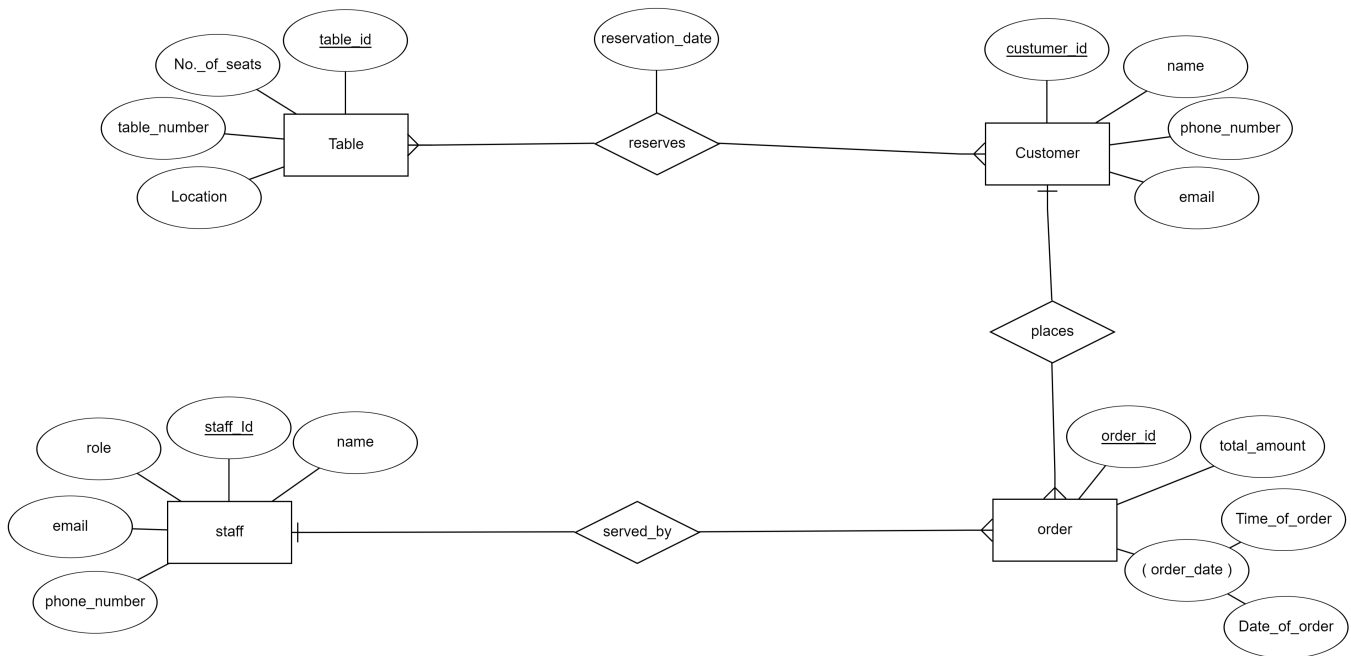 table_id
No._of_seats
table_number
Location
Table
reservation_date
reserves
custumer_id
name
phone_number
email
Customer
places
role
staff_Id
name
email
phone_number
staff
served_by
order_id
total_amount
Time_of_order
( order_date )
Date_of_order
order